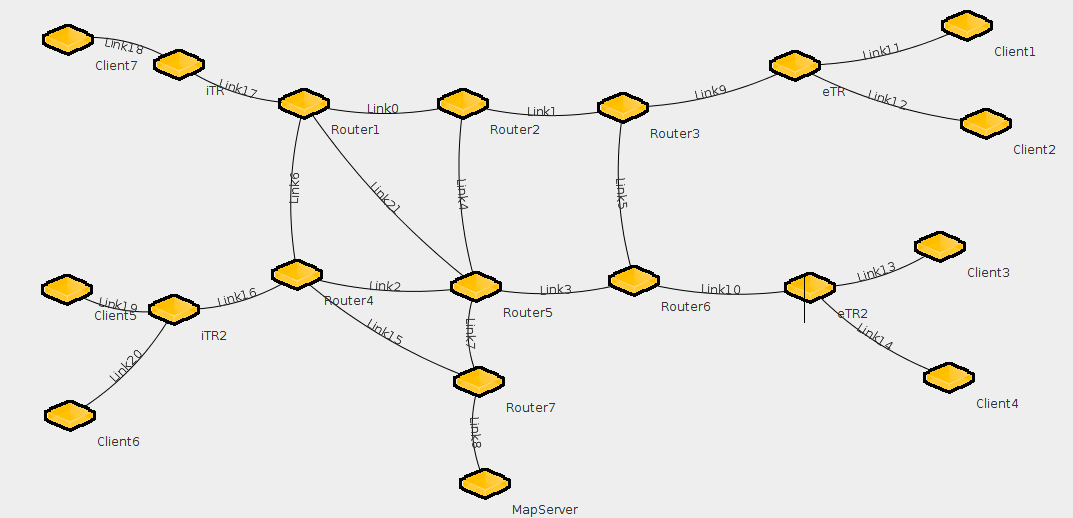 Client7
Link18
iTR
Link17
Router1
Link0
Router2
Link1
Router3
Link9
eTR
Link11
Client1
Link12
Client2
Link6
Link21
Link4
Link5
Client5
Link19
iTR2
Link16
Router4
Link2
Router5
Link3
Router6
Link10
eTR2
Link13
Client3
Link14
Client4
Link20
Client6
Link15
Link7
Router7
Link8
MapServer